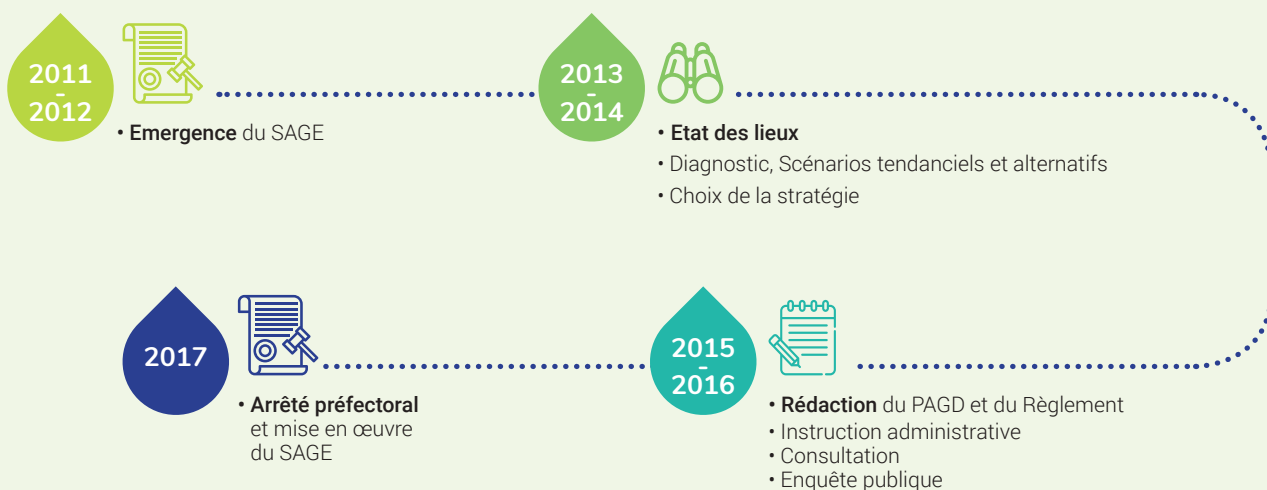 2011
-
2012
• Emergence du SAGE
2013
-
2014
• Etat des lieux
• Diagnostic, Scénarios tendanciels et alternatifs
• Choix de la stratégie
2015
-
2016
• Rédaction du PAGD et du Règlement
• Instruction administrative
• Consultation
• Enquête publique
2017
• Arrêté préfectoral
et mise en œuvre
du SAGE